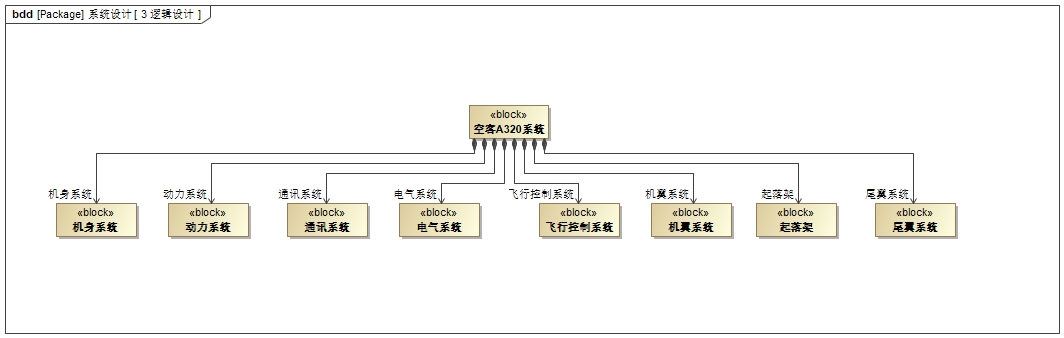 bdd [Package] 系统设计 [ 3 逻辑设计 ]
«block»
空客A320系统
机身系统
动力系统
通讯系统
电气系统
飞行控制系统
机翼系统
起落架
尾翼系统
«block»
机身系统
«block»
动力系统
«block»
通讯系统
«block»
电气系统
«block»
飞行控制系统
«block»
机翼系统
«block»
起落架
«block»
尾翼系统